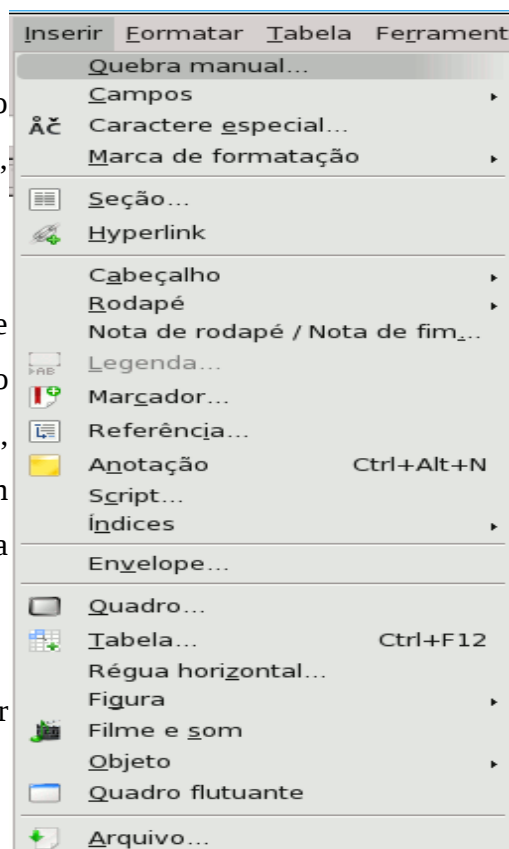 Inserir Formatar Tabela Ferrament
Quebra manual...
Campos
Caractere especial...
Marca de formatação
Seção...
Hyperlink
Cabeçalho
Rodapé
Nota de rodapé / Nota de fim...
Legenda...
Marcador...
Referência...
Anotação Ctrl+Alt+N
Script...
Índices
Envelope...
Quadro...
Tabela... Ctrl+F12
Régua horizontal...
Figura
Filme e som
Objeto
Quadro flutuante
Arquivo...